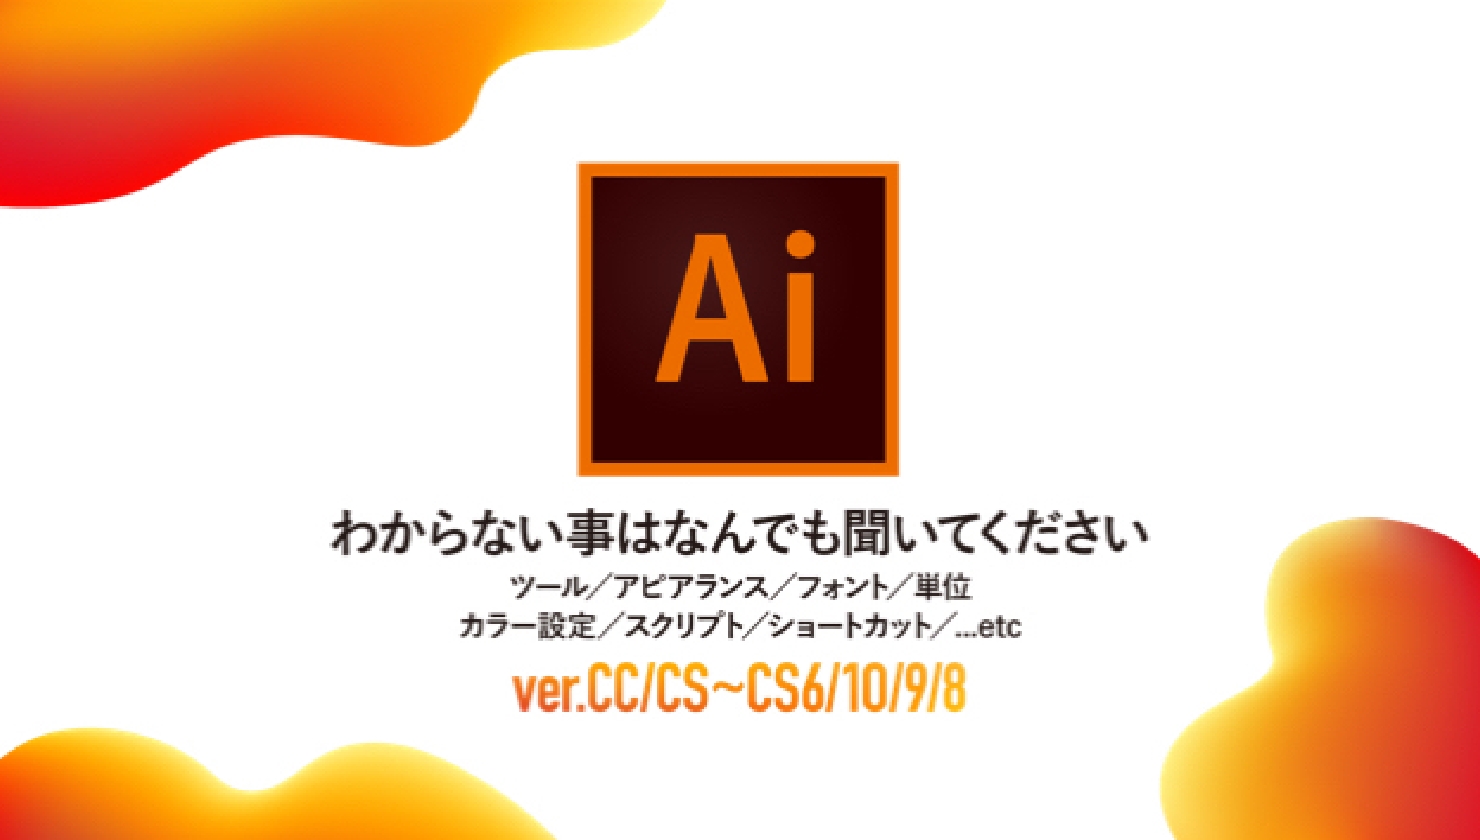 Ai
わからない事はなんでも聞いてください
ツール／アピアランス／フォント／単位
カラー設定／スクリプト／ショートカット／...etc
ver.CC/CS~CS6/10/9/8